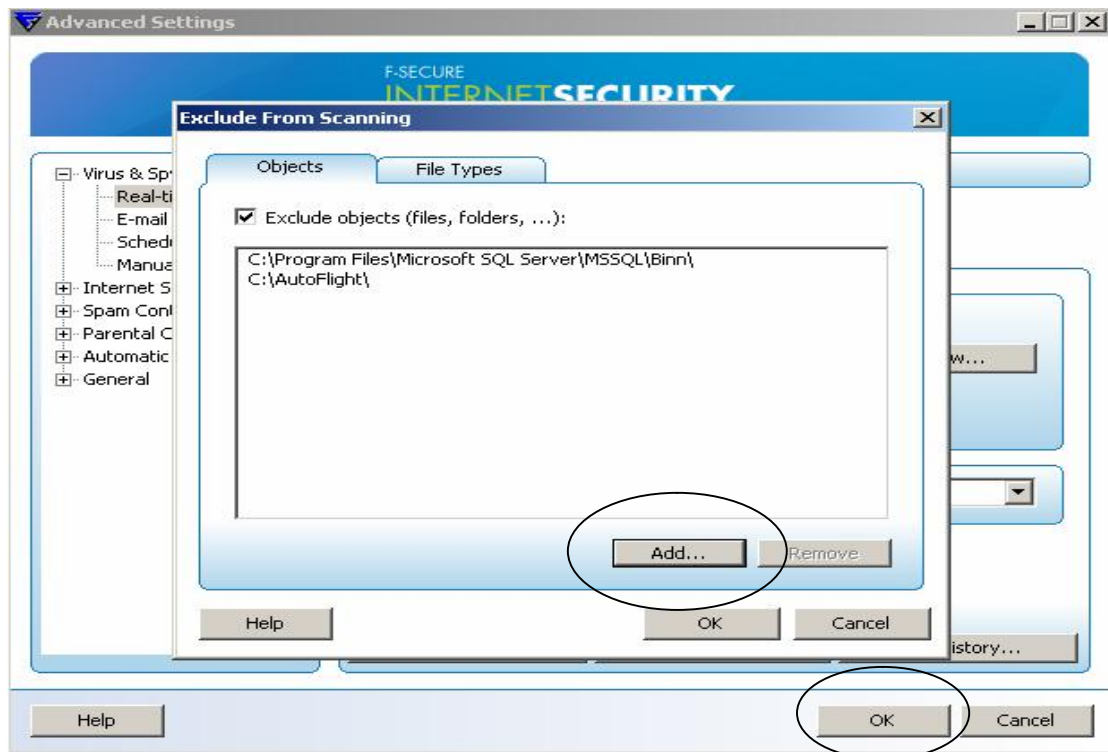 Advanced Settings
F-SECURE
INTERNET SECURITY
Exclude From Scanning
Objects
File Types
Virus & Sp
Real-ti
E-mail
Sched
Manua
Internet S
Spam Con
Parental C
Automatic
General
Exclude objects (files, folders, ...):
C:\Program Files\Microsoft SQL Server\MSSQL\Binn\
C:\AutoFlight\
w...
Add...
Remove
Help
OK
Cancel
istory...
Help
OK
Cancel